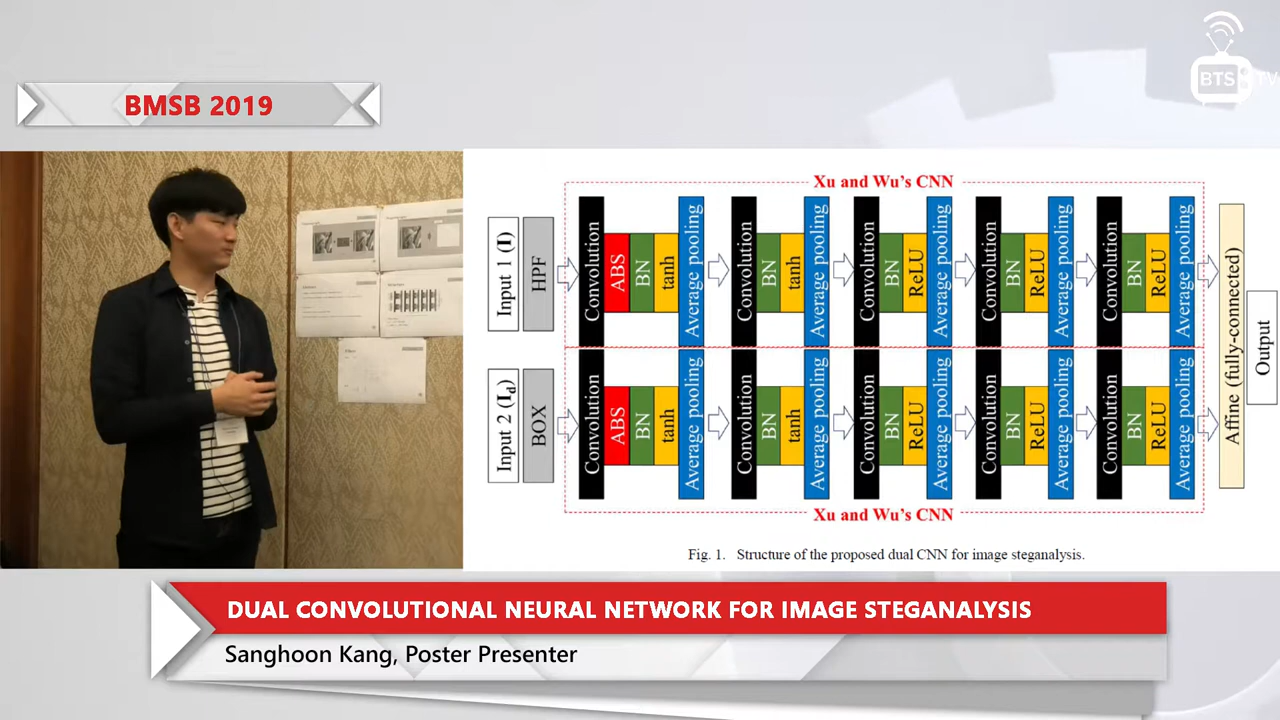 BTS TV
BMSB 2019
Xu and Wu's CNN
Input 1 (I)
HPF
Convolution
ABS
BN
tanh
Average pooling
Convolution
BN
tanh
Average pooling
Convolution
BN
ReLU
Average pooling
Convolution
BN
ReLU
Average pooling
Convolution
BN
ReLU
Average pooling
Input 2 (Id)
BOX
Convolution
ABS
BN
tanh
Average pooling
Convolution
BN
tanh
Average pooling
Convolution
BN
ReLU
Average pooling
Convolution
BN
ReLU
Average pooling
Convolution
BN
ReLU
Average pooling
Affine (fully-connected)
Output
Xu and Wu's CNN
Fig. 1. Structure of the proposed dual CNN for image steganalysis.
DUAL CONVOLUTIONAL NEURAL NETWORK FOR IMAGE STEGANALYSIS
Sanghoon Kang, Poster Presenter